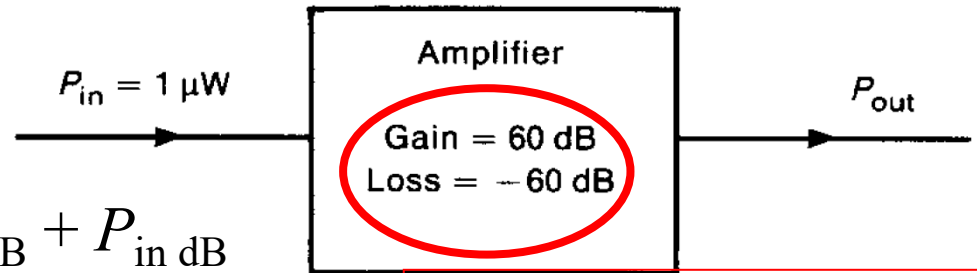 Amplifier
P_in = 1 μW
P_out
Gain = 60 dB
Loss = −60 dB
B + P_in dB